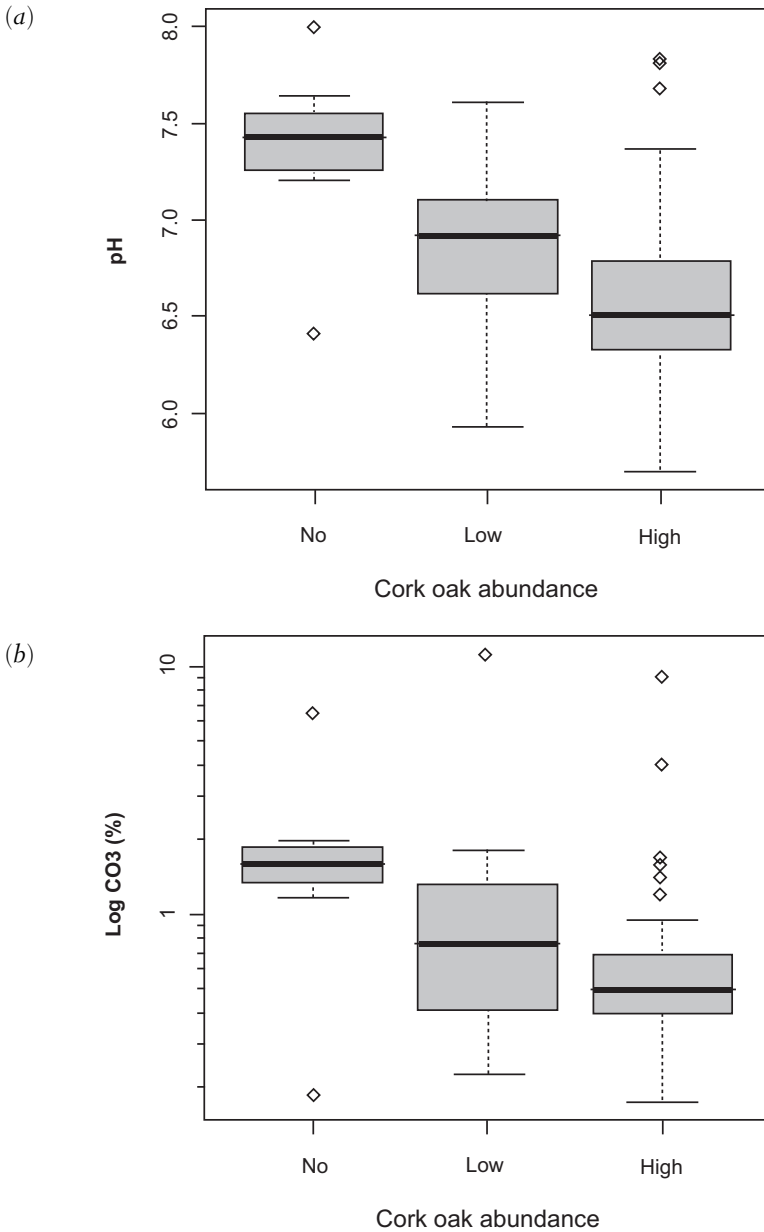 (a)
8.0
7.5
7.0
6.5
6.0
pH
No Low High
Cork oak abundance
(b)
10
1
Log CO3 (%)
No Low High
Cork oak abundance